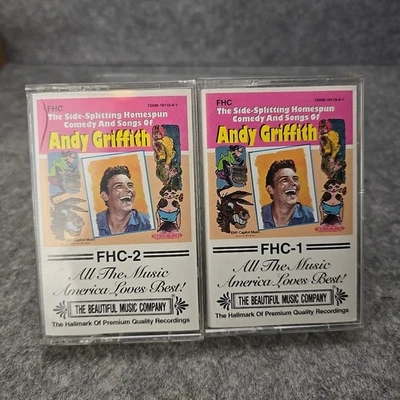 FHC
The Side-Splitting Homespun
Comedy And Songs Of
Andy Griffith
FHC-2
All The Music
America Loves Best!
THE BEAUTIFUL MUSIC COMPANY
The Hallmark Of Premium Quality Recordings
FHC
The Side-Splitting Homespun
Comedy And Songs Of
Andy Griffith
FHC-1
All The Music
America Loves Best!
THE BEAUTIFUL MUSIC COMPANY
The Hallmark Of Premium Quality Recordings